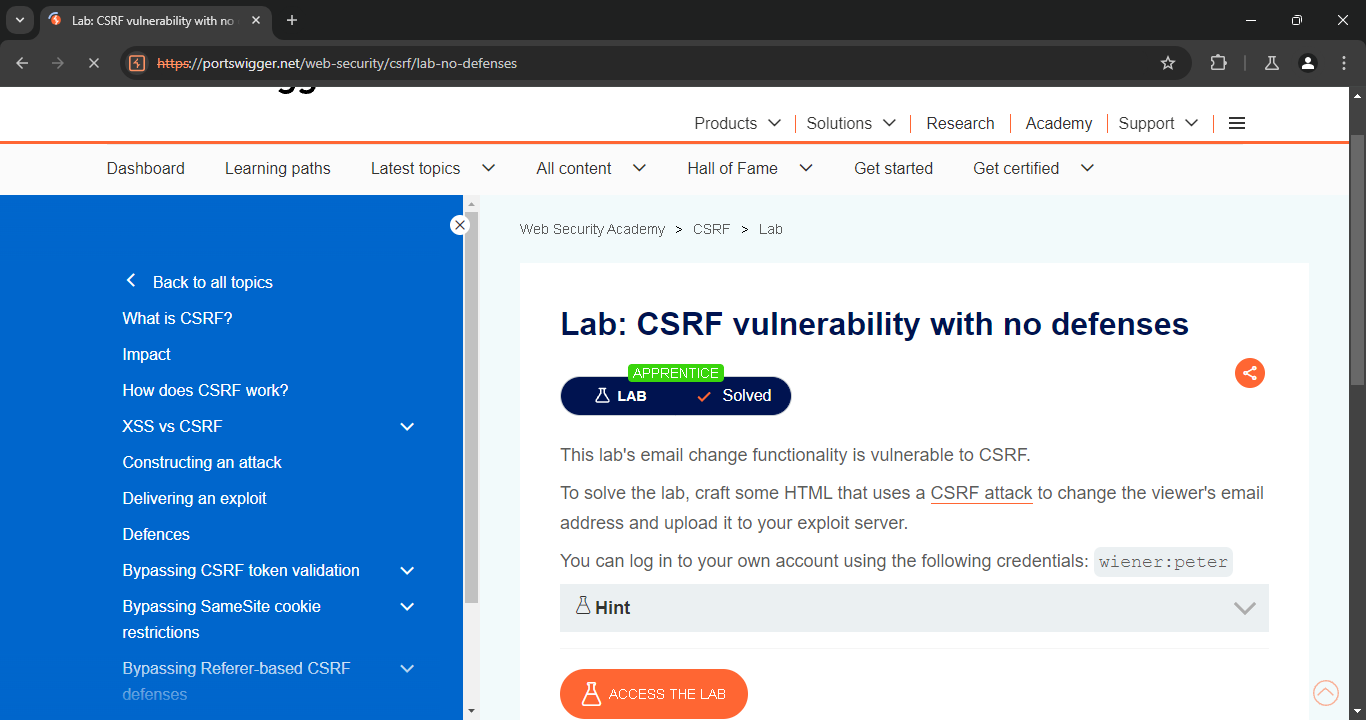 Lab: CSRF vulnerability with no
https://portswigger.net/web-security/csrf/lab-no-defenses
Products
Solutions
Research
Academy
Support
Dashboard
Learning paths
Latest topics
All content
Hall of Fame
Get started
Get certified
Back to all topics
What is CSRF?
Impact
How does CSRF work?
XSS vs CSRF
Constructing an attack
Delivering an exploit
Defences
Bypassing CSRF token validation
Bypassing SameSite cookie
restrictions
Bypassing Referer-based CSRF
defenses
Web Security Academy > CSRF > Lab
Lab: CSRF vulnerability with no defenses
APPRENTICE
LAB Solved
This lab's email change functionality is vulnerable to CSRF.
To solve the lab, craft some HTML that uses a CSRF attack to change the viewer's email
address and upload it to your exploit server.
You can log in to your own account using the following credentials: wiener:peter
Hint
ACCESS THE LAB